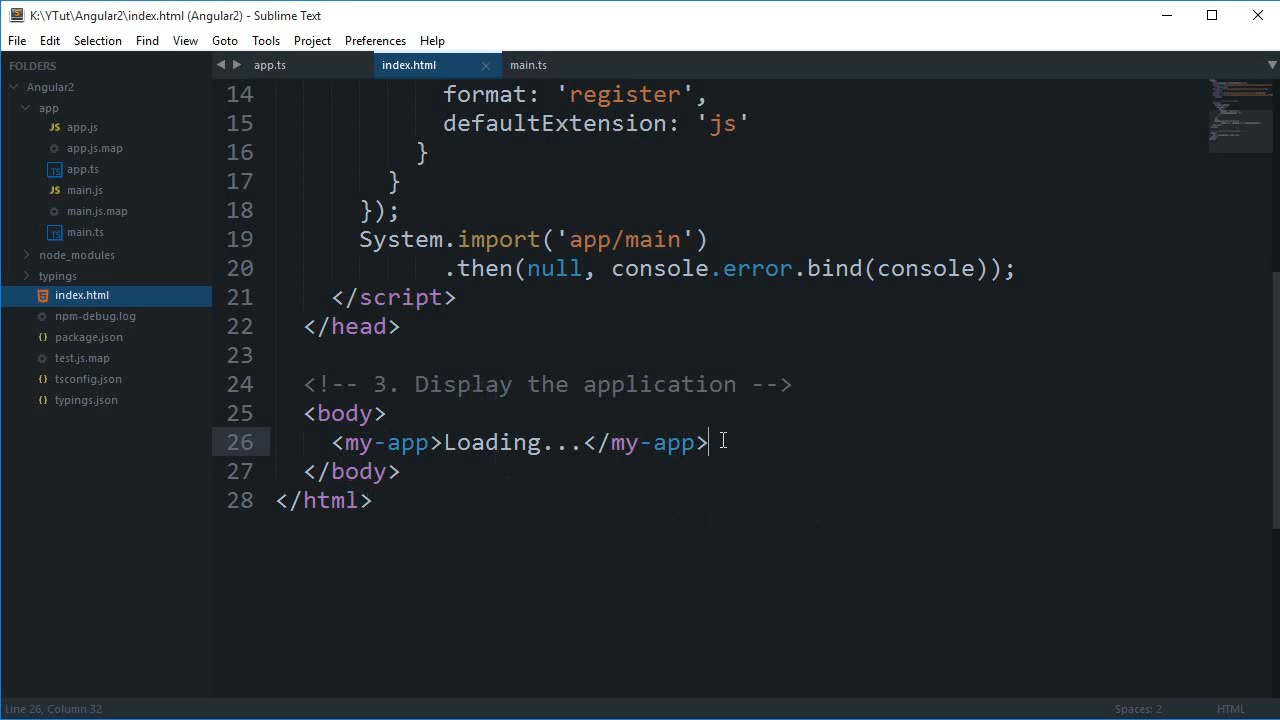 K:\YTut\Angular2\index.html (Angular2) - Sublime Text
File Edit Selection Find View Goto Tools Project Preferences Help
FOLDERS
Angular2
app
JS app.js
app.js.map
TS app.ts
JS main.js
main.js.map
TS main.ts
node_modules
typings
index.html
npm-debug.log
{} package.json
test.js.map
{} tsconfig.json
{} typings.json
app.ts index.html main.ts
14 format: 'register',
15 defaultExtension: 'js'
16 }
17 }
18 });
19 System.import('app/main')
20 .then(null, console.error.bind(console));
21 </script>
22 </head>
23
24 <!-- 3. Display the application -->
25 <body>
26 <my-app>Loading...</my-app>
27 </body>
28 </html>
Line 26, Column 32 Spaces: 2 HTML